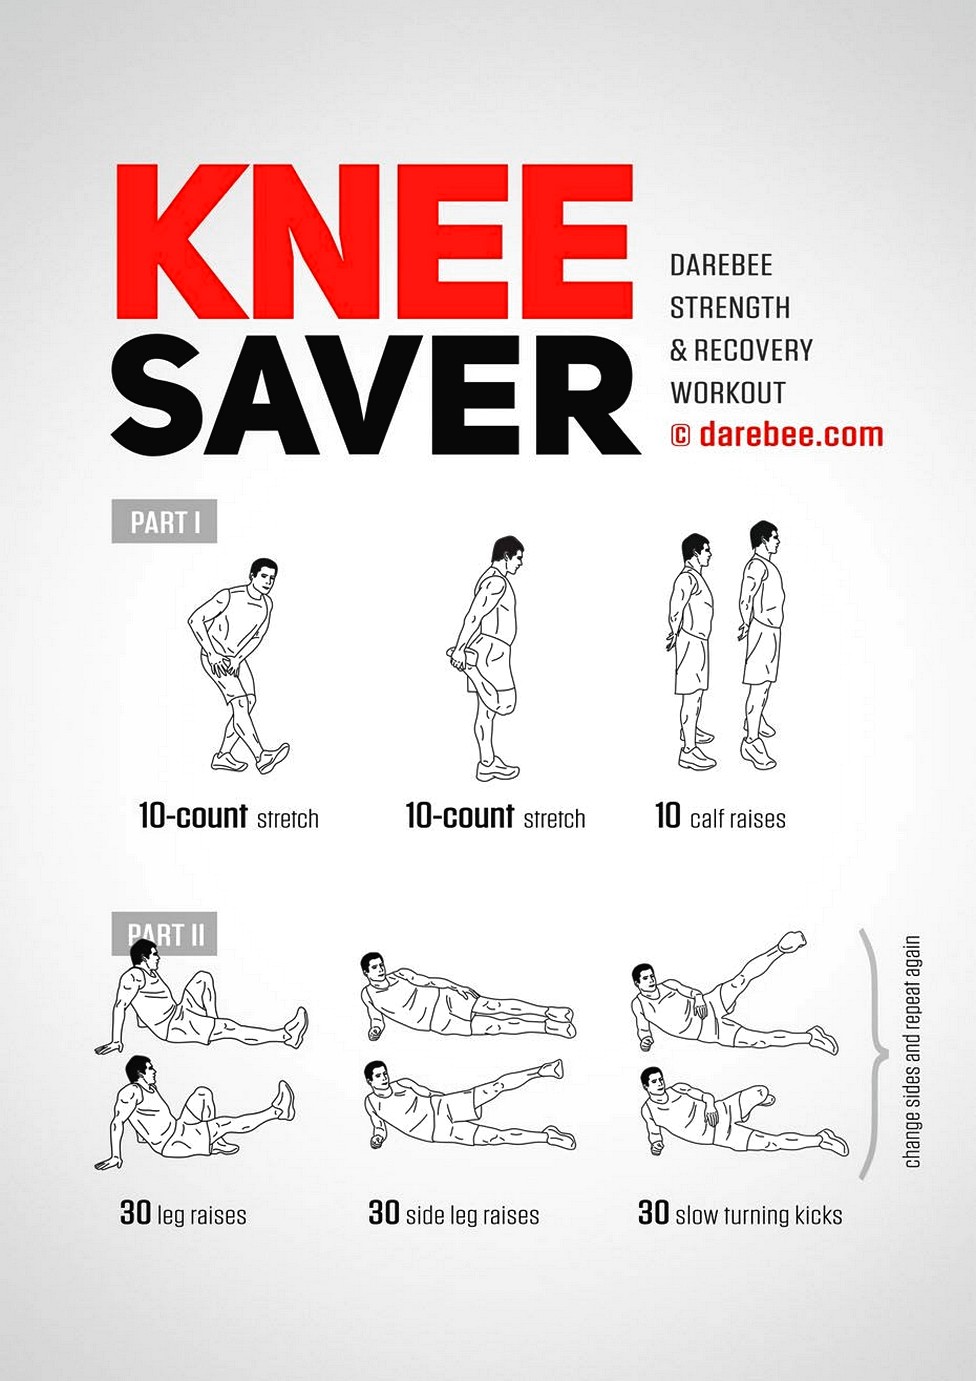 KNEE
SAVER
DAREBEE
STRENGTH
& RECOVERY
WORKOUT
© darebee.com
PART I
10-count stretch
10-count stretch
10 calf raises
PART II
30 leg raises
30 side leg raises
30 slow turning kicks
change sides and repeat again